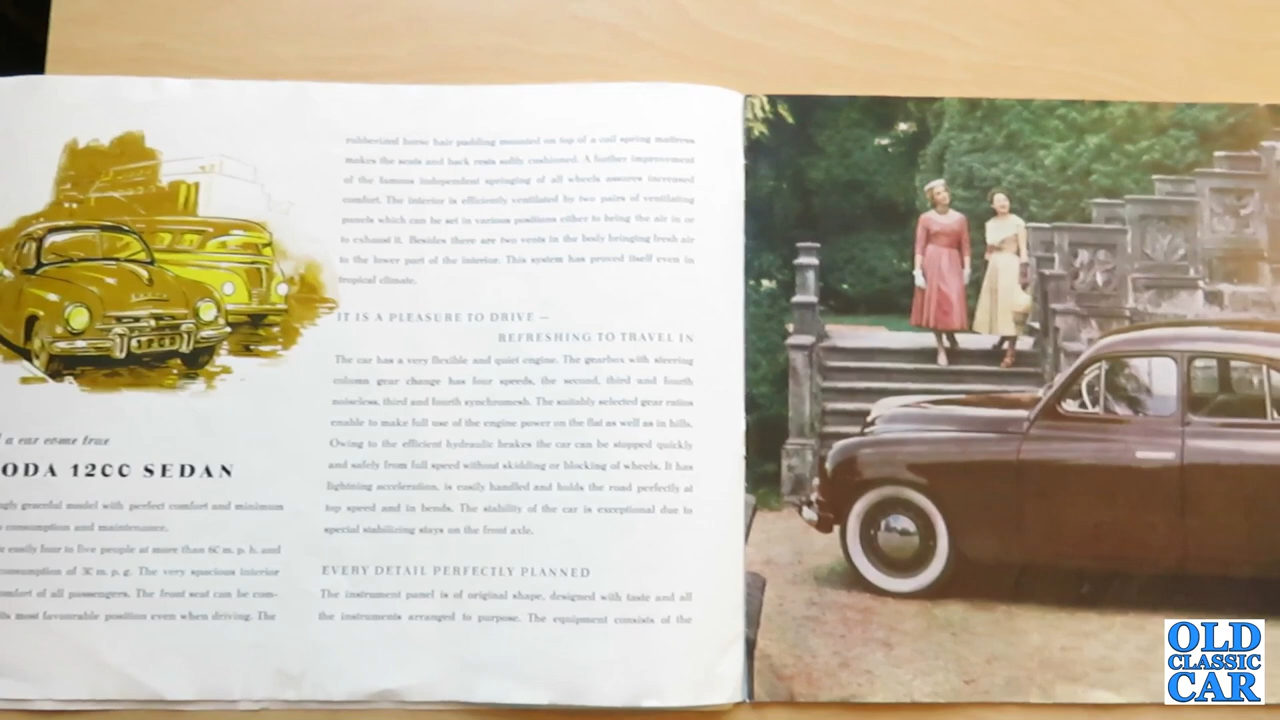 l a car come true
ODA 1200 SEDAN
ngly graceful model with perfect comfort and minimum
consumption and maintenance.
easily four to five people at more than 60 m. p. h. and
onsumption of m. p. g. The very spacious interior
omfort of all passengers. The front seat can be com-
its most favourable position even when driving. The
rubberized horse hair padding mounted on top of a coil spring mattress
makes the seats and back rests softly cushioned. A further improvement
of the famous independent springing of all wheels assures increased
comfort. The interior is efficiently ventilated by two pairs of ventilating
panels which can be set in various positions either to bring the air in or
to exhaust it. Besides there are two vents in the body bringing fresh air
to the lower part of the interior. This system has proved itself even in
tropical climate.
IT IS A PLEASURE TO DRIVE —
REFRESHING TO TRAVEL IN
The car has a very flexible and quiet engine. The gearbox with steering
column gear change has four speeds, the second, third and fourth
noiseless, third and fourth synchromesh. The suitably selected gear ratios
enable to make full use of the engine power on the flat as well as in hills.
Owing to the efficient hydraulic brakes the car can be stopped quickly
and safely from full speed without skidding or blocking of wheels. It has
lightning acceleration, is easily handled and holds the road perfectly at
top speed and in bends. The stability of the car is exceptional due to
special stabilizing stays on the front axle.
EVERY DETAIL PERFECTLY PLANNED
The instrument panel is of original shape, designed with taste and all
the instruments arranged to purpose. The equipment consists of the
OLD
CLASSIC
CAR